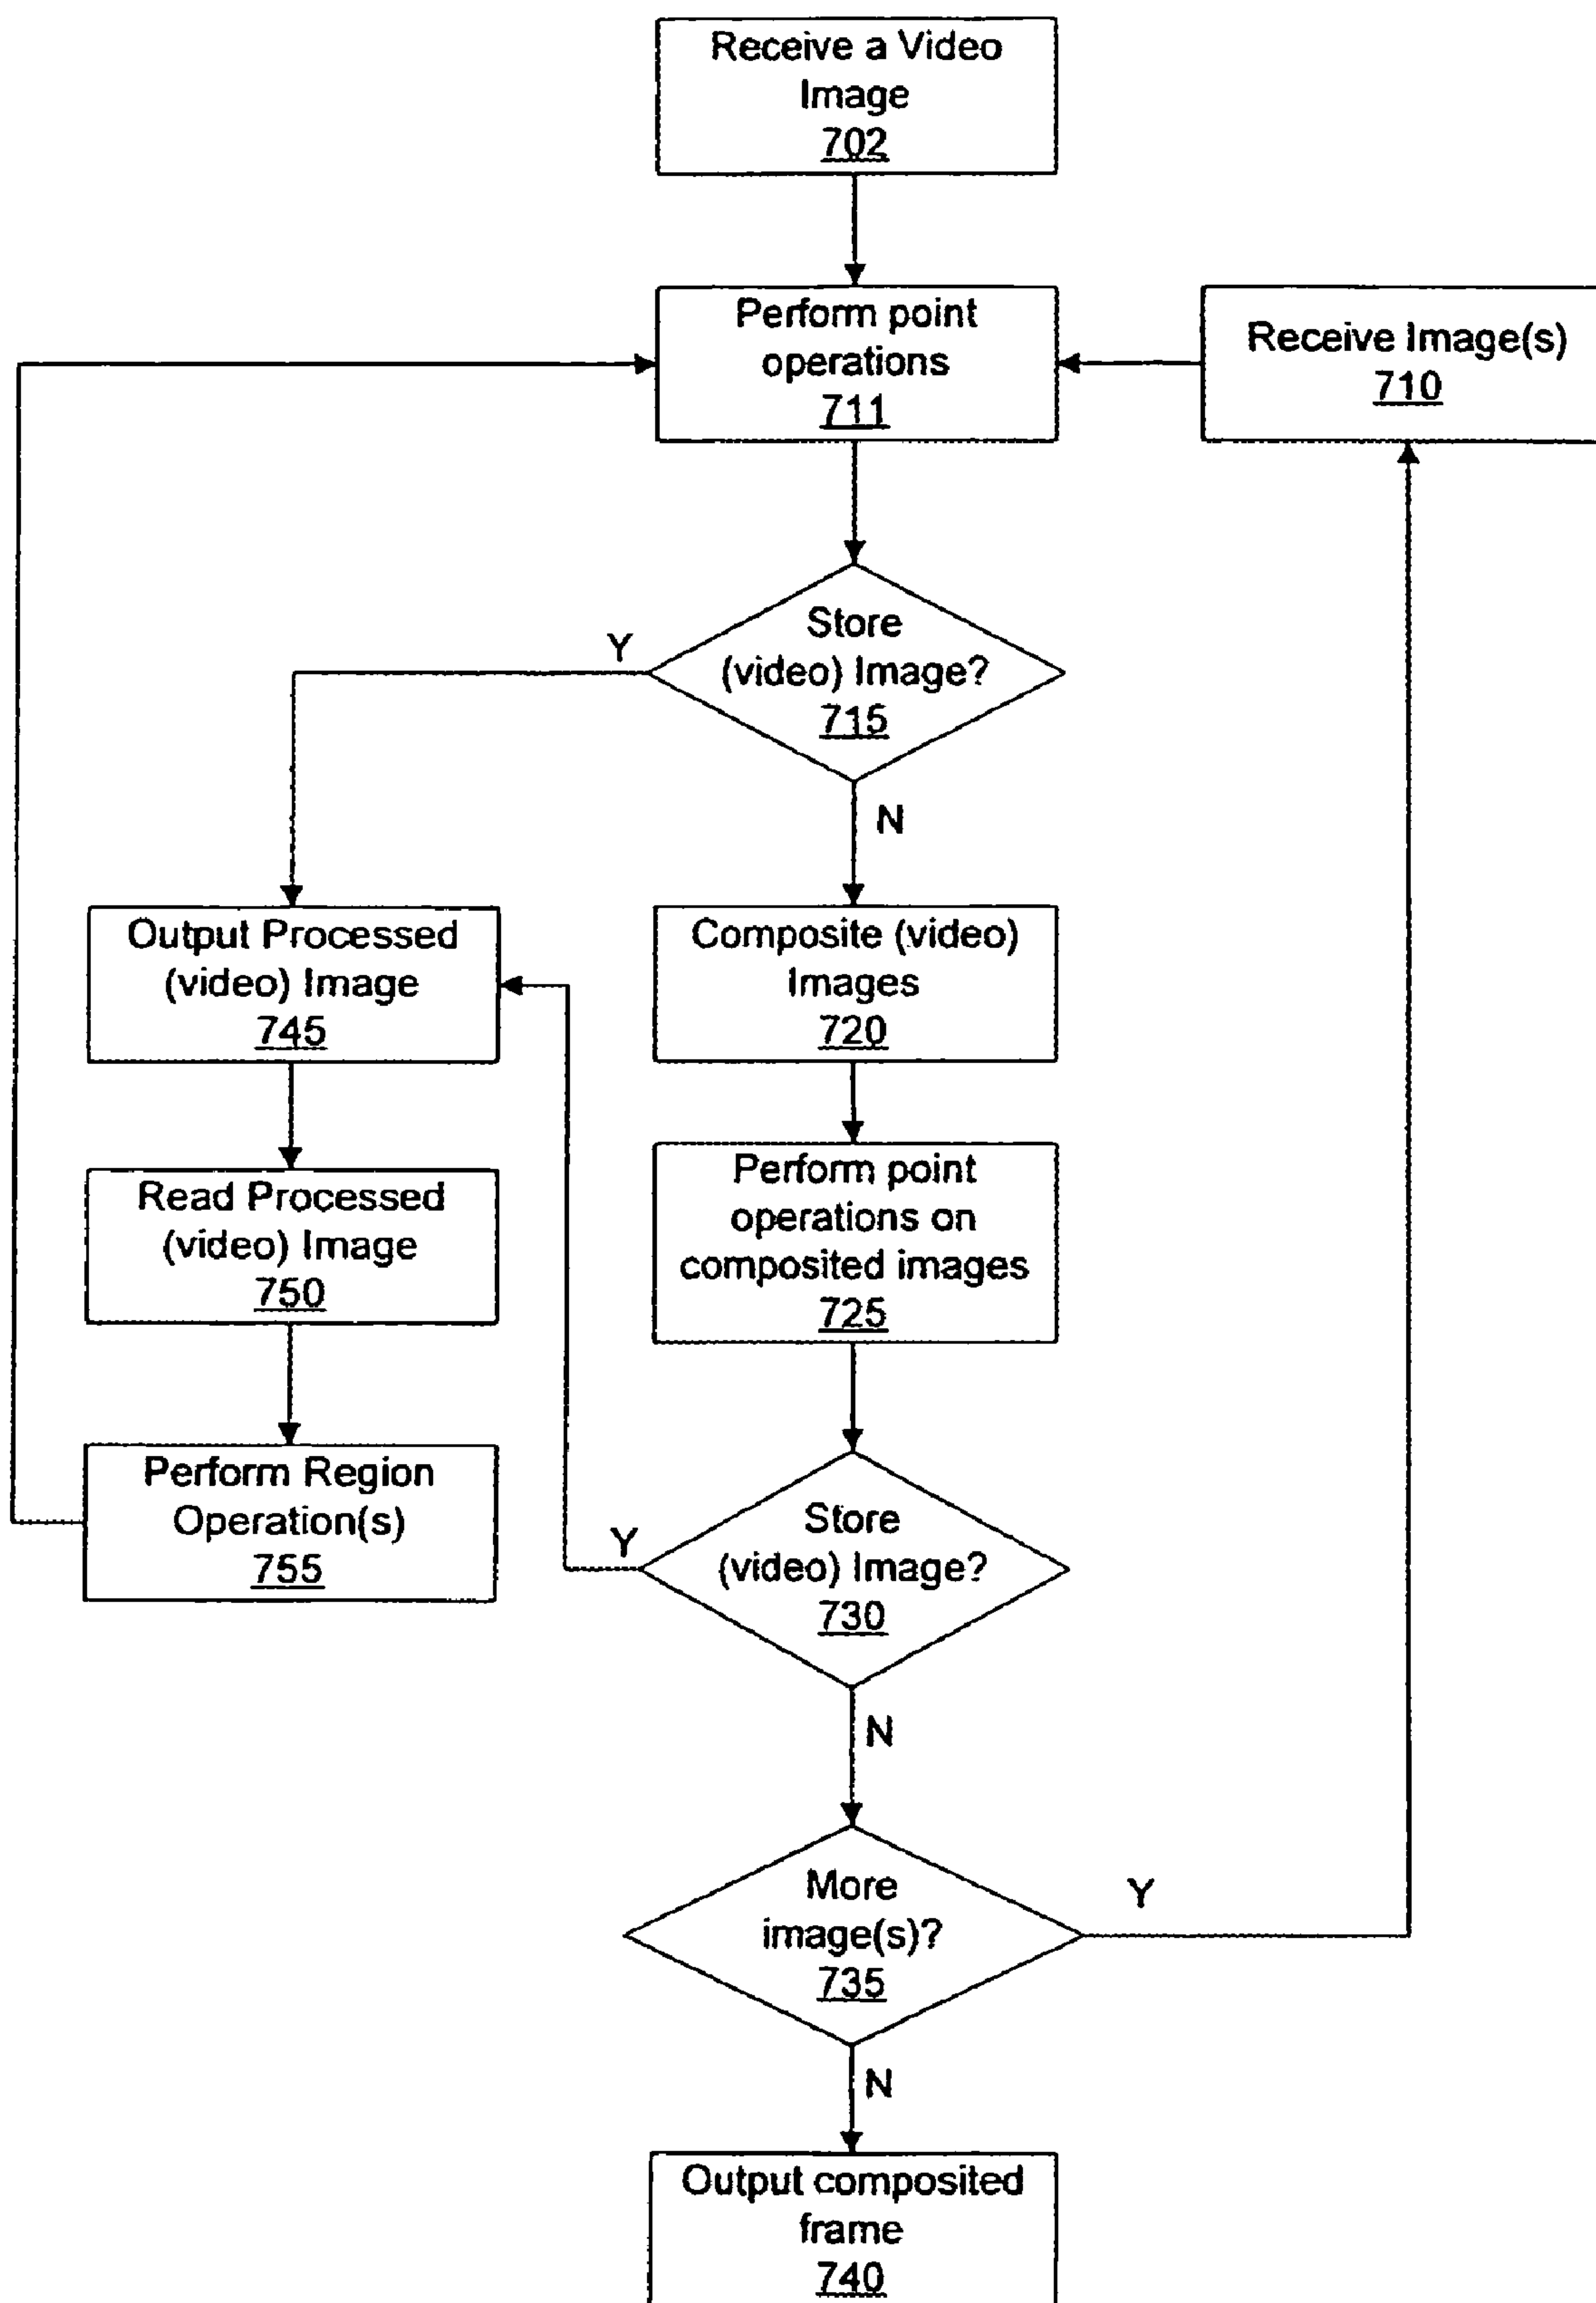 Receive a Video
Image
702
Perform point
operations
711
Receive Image(s)
710
Store
(video) Image?
715
Y
N
Output Processed
(video) Image
745
Composite (video)
Images
720
Read Processed
(video) Image
750
Perform point
operations on
composited images
725
Perform Region
Operation(s)
755
Store
(video) Image?
730
Y
N
More
image(s)?
735
Y
N
Output composited
frame
740